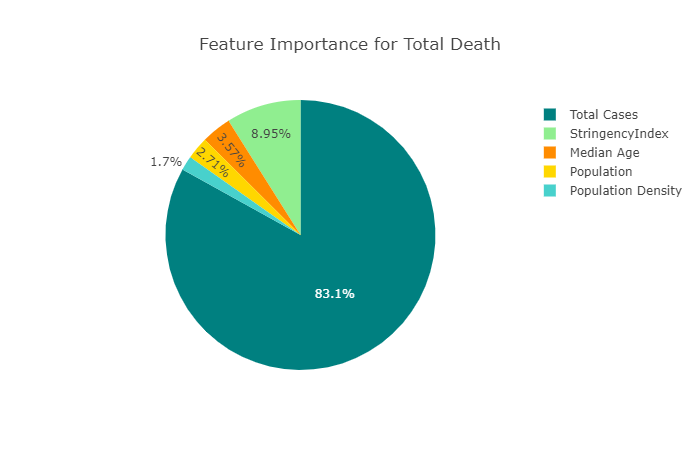 Feature Importance for Total Death
Total Cases
StringencyIndex
Median Age
Population
Population Density
8.95%
3.57%
2.71%
1.7%
83.1%